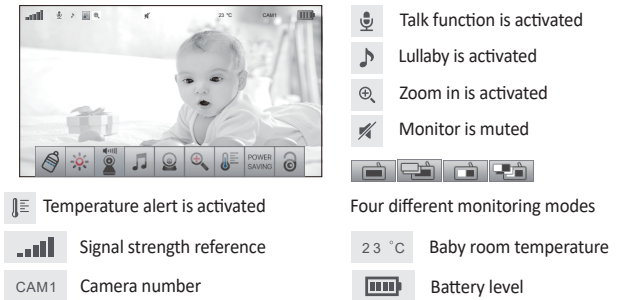 23 °C
CAM1
POWER
SAVING
Talk function is activated
Lullaby is activated
Zoom in is activated
Monitor is muted
Temperature alert is activated
Four different monitoring modes
Signal strength reference
23 °C Baby room temperature
CAM1 Camera number
Battery level